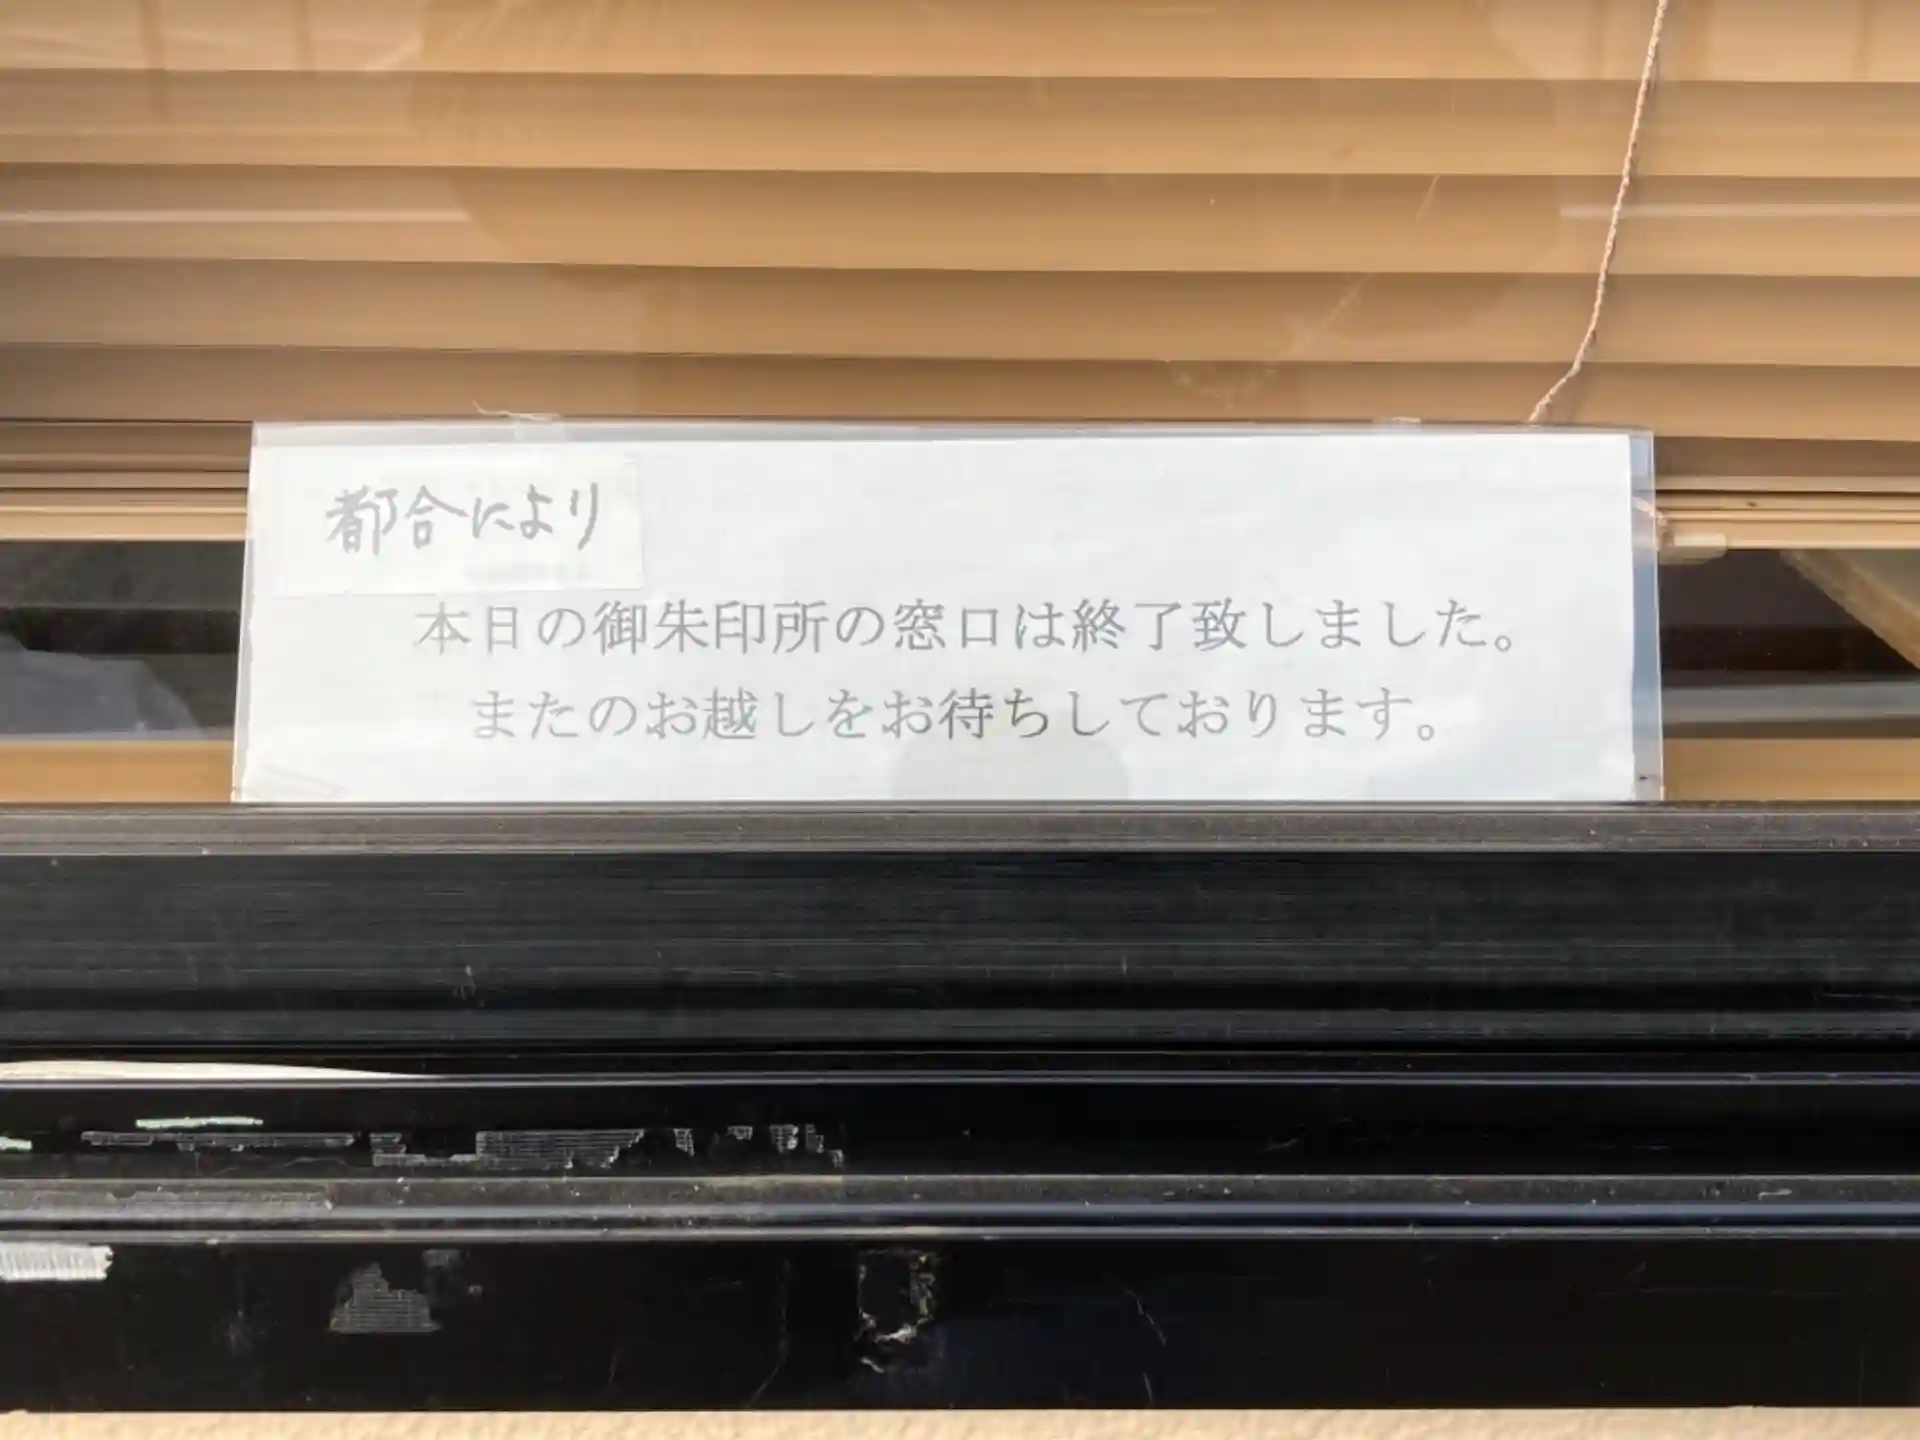 都合により
本日の御朱印所の窓口は終了致しました。
またのお越しをお待ちしております。